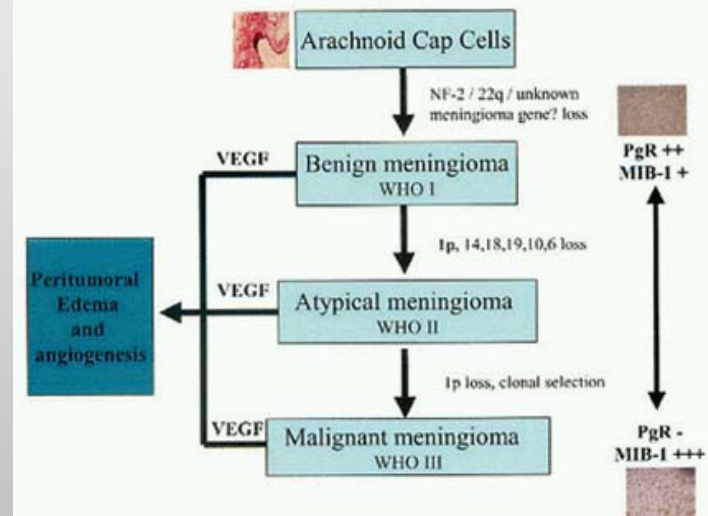 Arachnoid Cap Cells
NF-2 / 22q / unknown
meningioma gene? loss
PgR ++
MIB-1 +
VEGF
Benign meningioma
WHO I
1p, 14,18,19,10,6 loss
Peritumoral
Edema
and
angiogenesis
VEGF
Atypical meningioma
WHO II
1p loss, clonal selection
VEGF
Malignant meningioma
WHO III
PgR -
MIB-1 +++